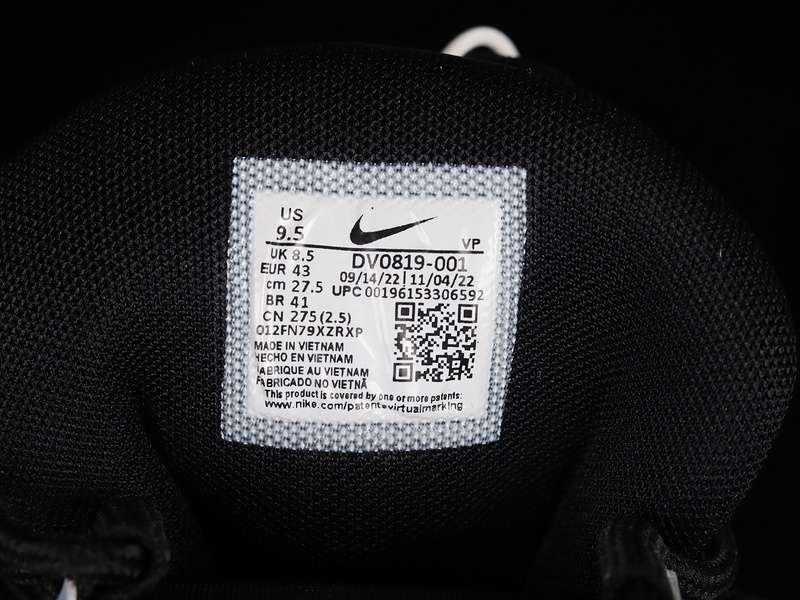 US
9.5
VP
UK 8.5
DV0819-001
EUR 43
09/14/22 | 11/04/22
cm 27.5
UPC 00196153306592
BR 41
CN 275 (2.5)
012FN79XZRXP
MADE IN VIETNAM
HECHO EN VIETNAM
FABRIQUE AU VIETNAM
FABRICADO NO VIETNÃ
This product is covered by one or more patents:
www.nike.com/patentsvirtualmarking